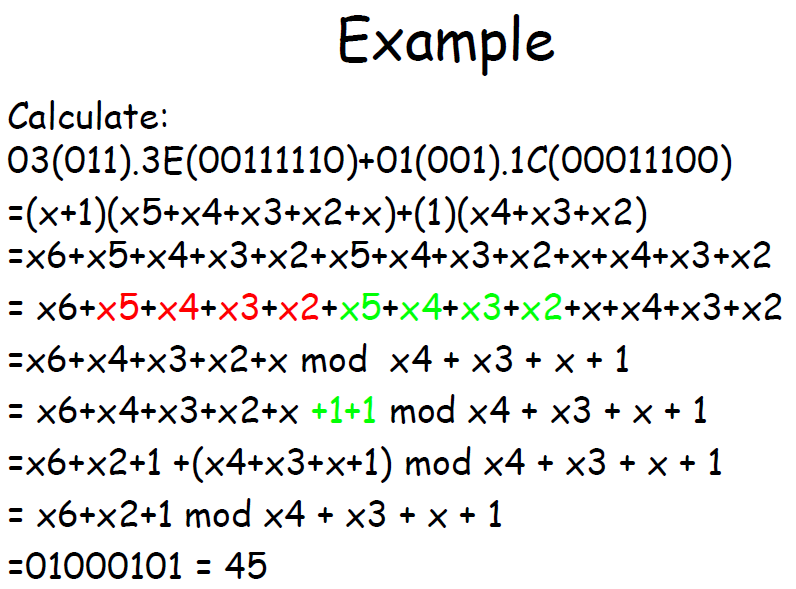 Example
Calculate:
03(011).3E(00111110)+01(001).1C(00011100)
=(x+1)(x5+x4+x3+x2+x)+(1)(x4+x3+x2)
=x6+x5+x4+x3+x2+x5+x4+x3+x2+x+x4+x3+x2
= x6+x5+x4+x3+x2+x5+x4+x3+x2+x+x4+x3+x2
=x6+x4+x3+x2+x mod x4 + x3 + x + 1
= x6+x4+x3+x2+x +1+1 mod x4 + x3 + x + 1
=x6+x2+1 +(x4+x3+x+1) mod x4 + x3 + x + 1
= x6+x2+1 mod x4 + x3 + x + 1
=01000101 = 45